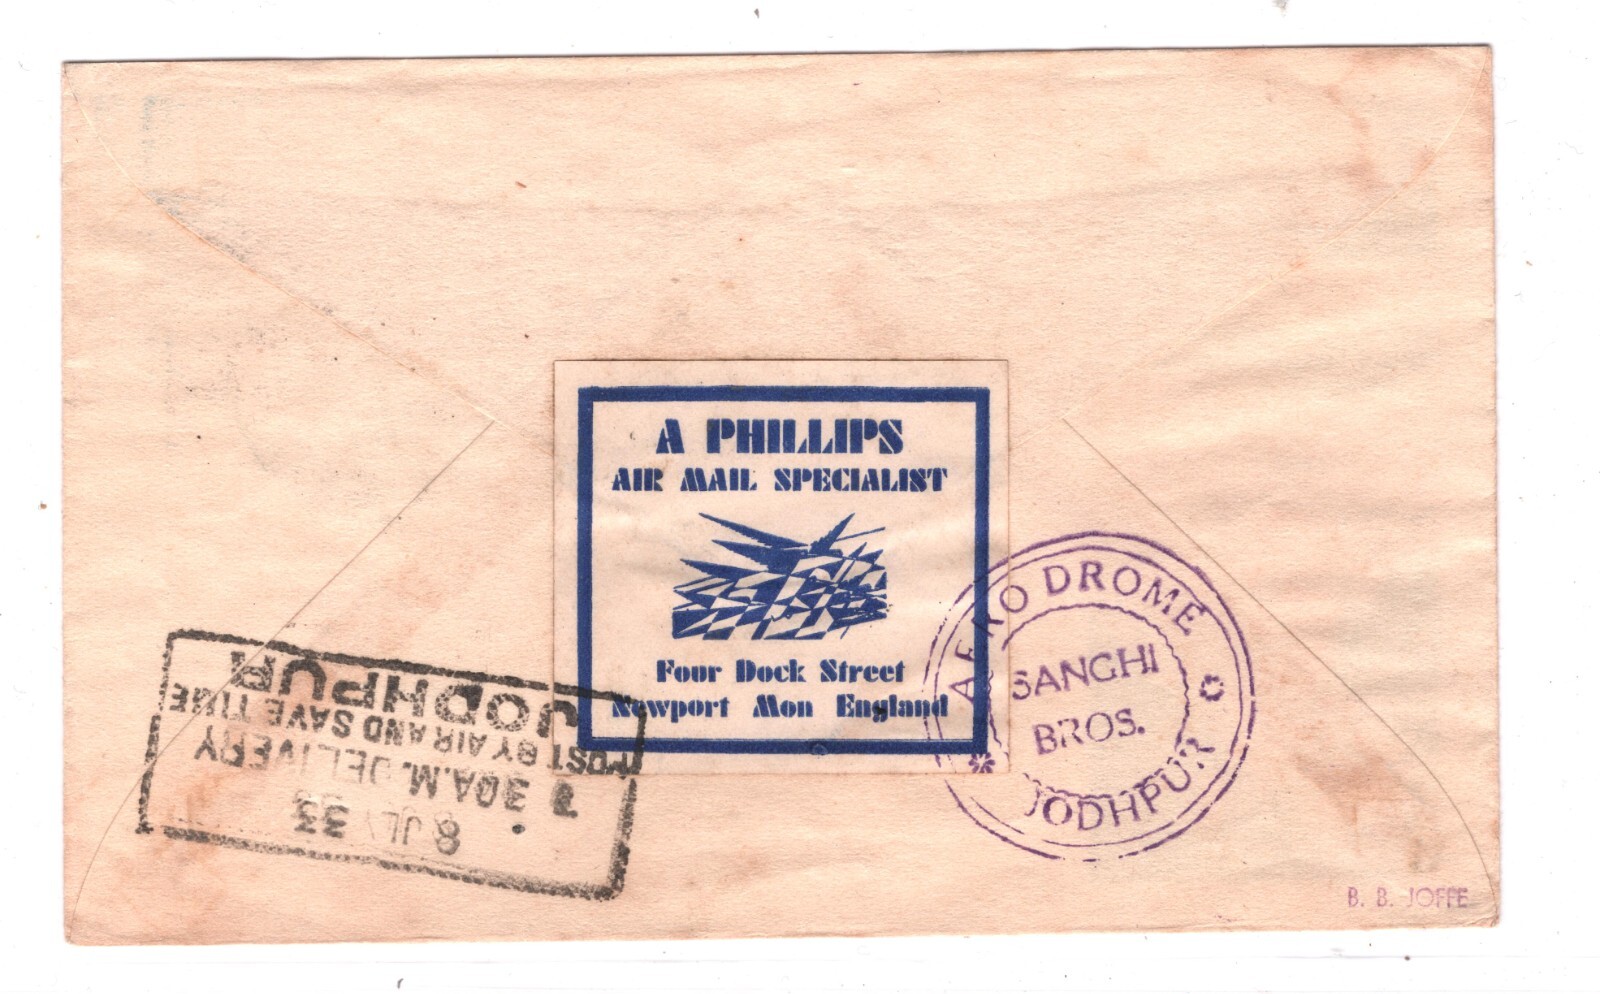 A PHILLIPS
AIR MAIL SPECIALIST
Four Dock Street
Newport Mon England
AERO DROME
SANGHI
BROS.
JODHPUR
JODHPUR
POST BY AIR AND SAVE TIME
30A.M. DELIVERY
8 JLY 33
B. B. JOFFE